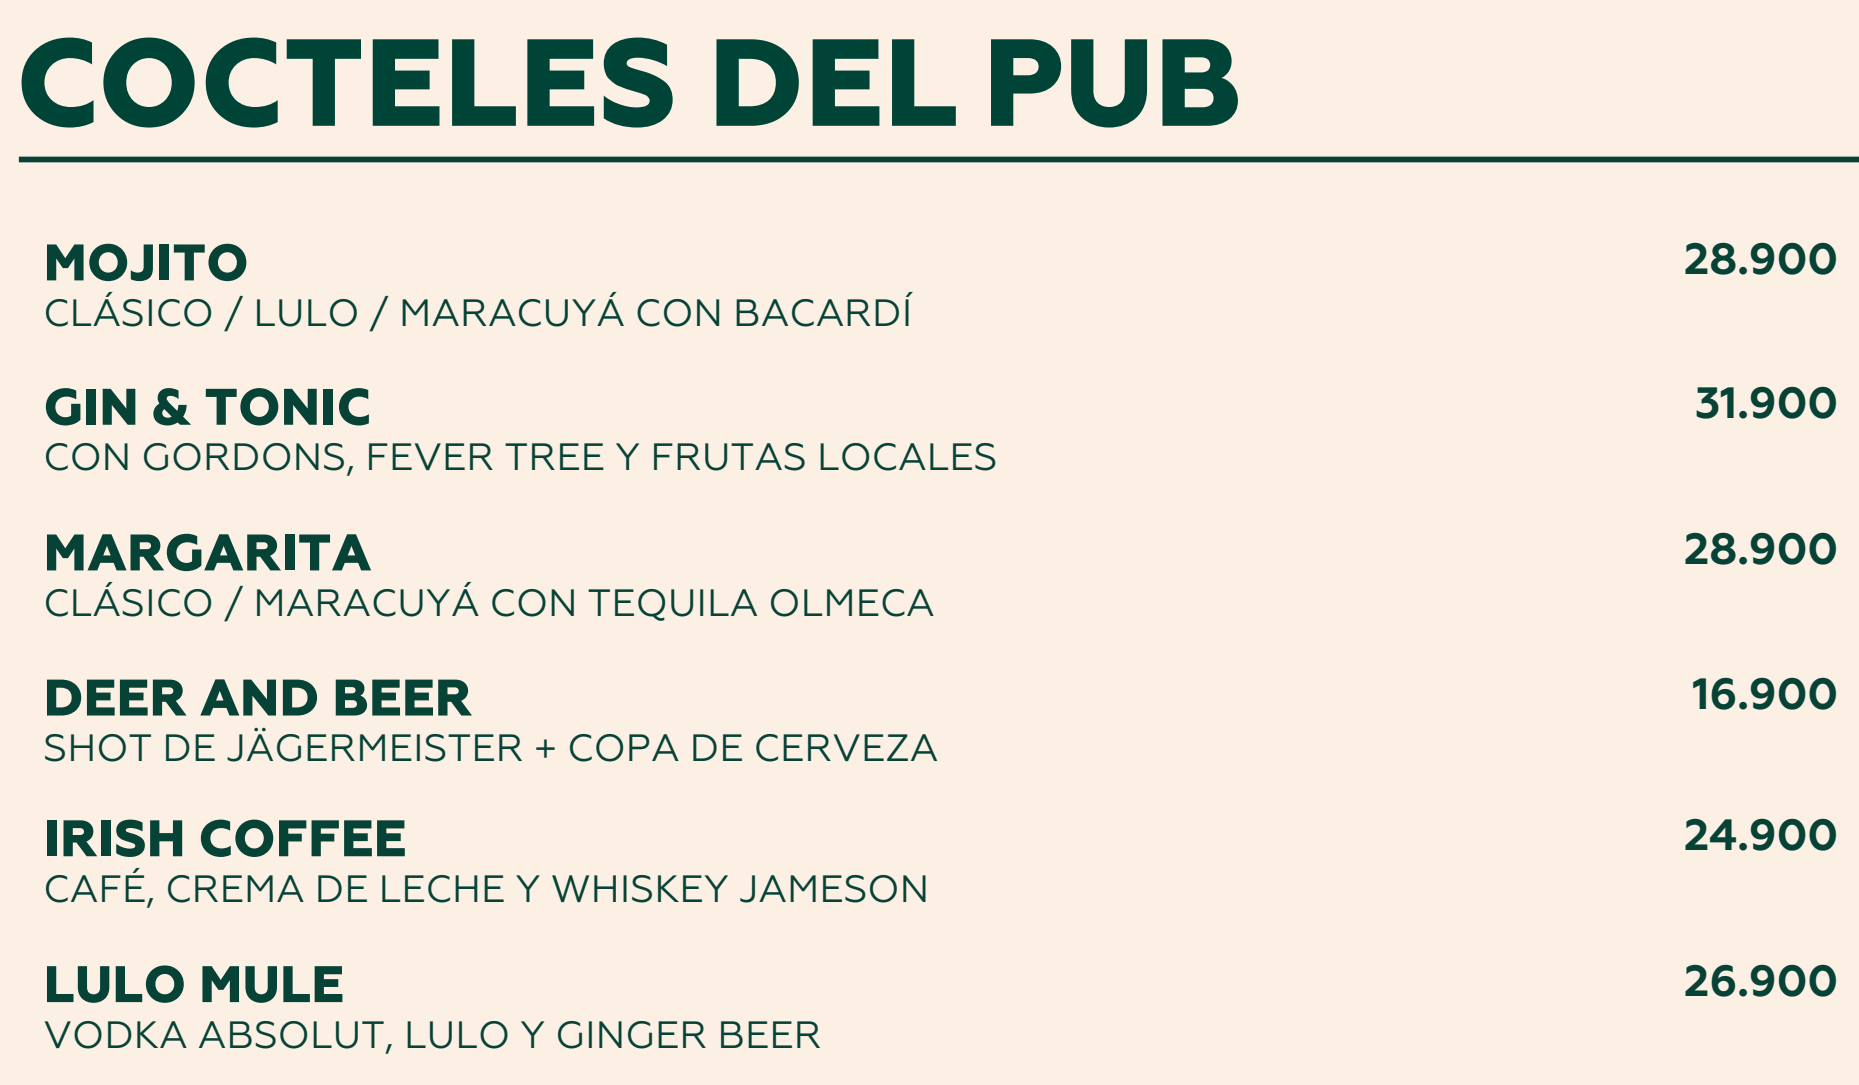 COCTELES DEL PUB
MOJITO 28.900
CLÁSICO / LULO / MARACUYÁ CON BACARDÍ
GIN & TONIC 31.900
CON GORDONS, FEVER TREE Y FRUTAS LOCALES
MARGARITA 28.900
CLÁSICO / MARACUYÁ CON TEQUILA OLMECA
DEER AND BEER 16.900
SHOT DE JÄGERMEISTER + COPA DE CERVEZA
IRISH COFFEE 24.900
CAFÉ, CREMA DE LECHE Y WHISKEY JAMESON
LULO MULE 26.900
VODKA ABSOLUT, LULO Y GINGER BEER